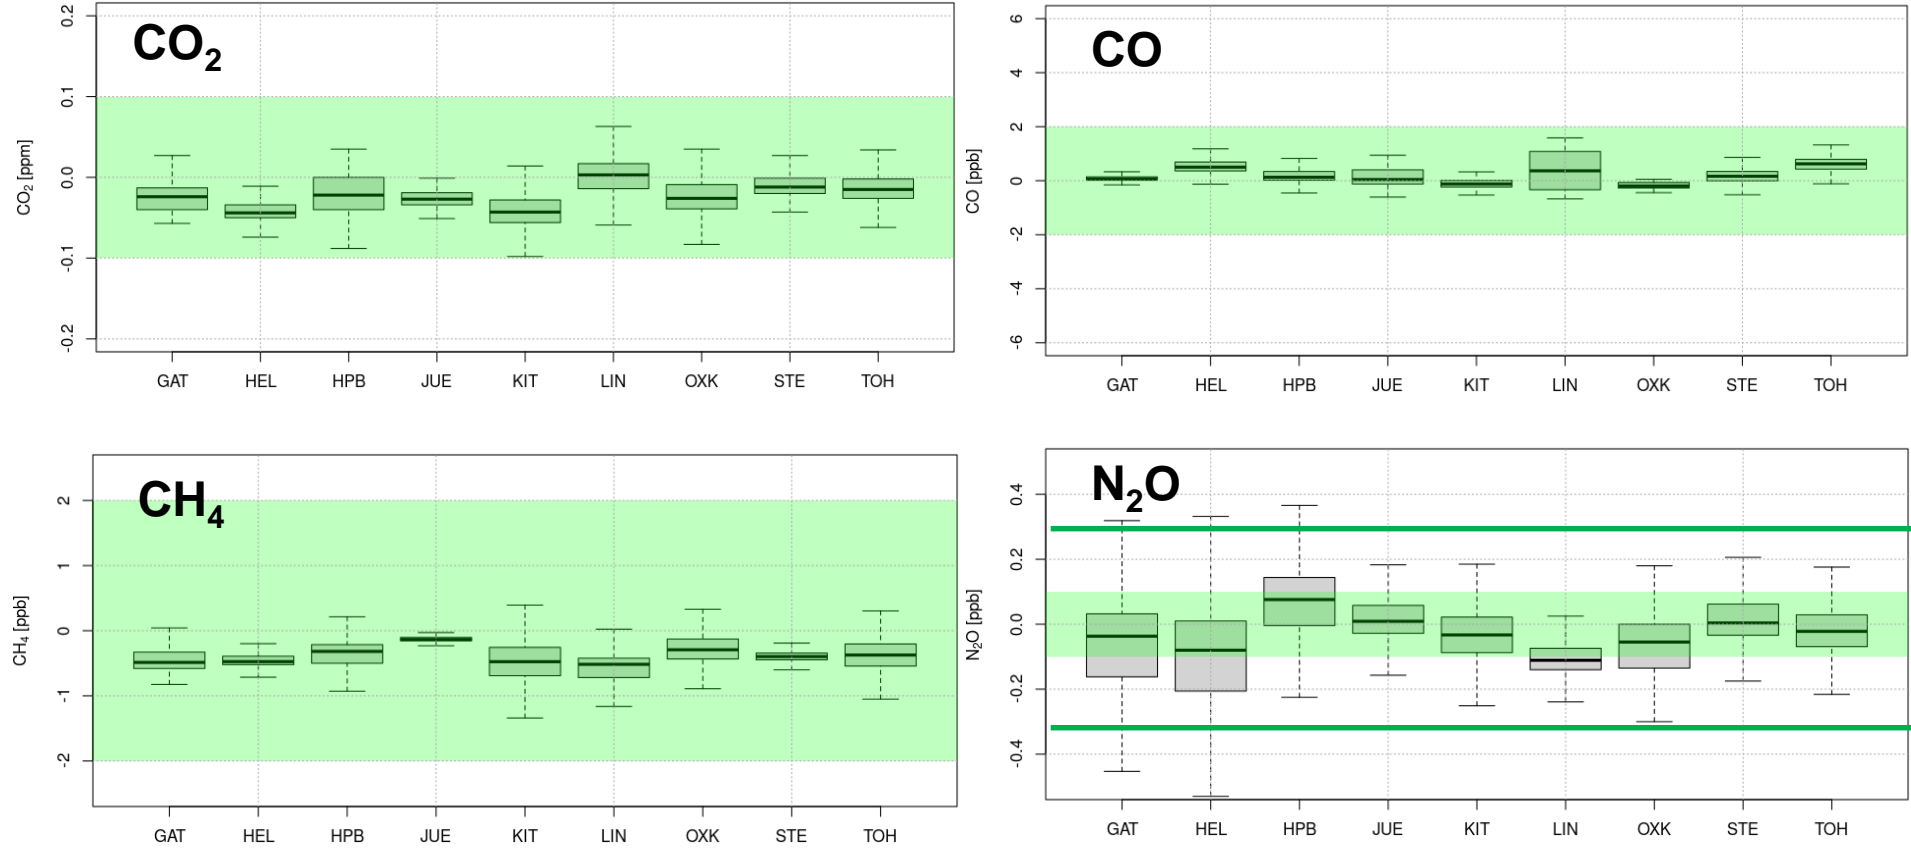 CO2
CO2 [ppm]
0.2
0.1
0.0
-0.1
-0.2
GAT HEL HPB JUE KIT LIN OXK STE TOH
CO
CO [ppb]
6
4
2
0
-2
-4
-6
GAT HEL HPB JUE KIT LIN OXK STE TOH
CH4
CH4 [ppb]
2
1
0
-1
-2
GAT HEL HPB JUE KIT LIN OXK STE TOH
N2O
N2O [ppb]
0.4
0.2
0.0
-0.2
-0.4
GAT HEL HPB JUE KIT LIN OXK STE TOH